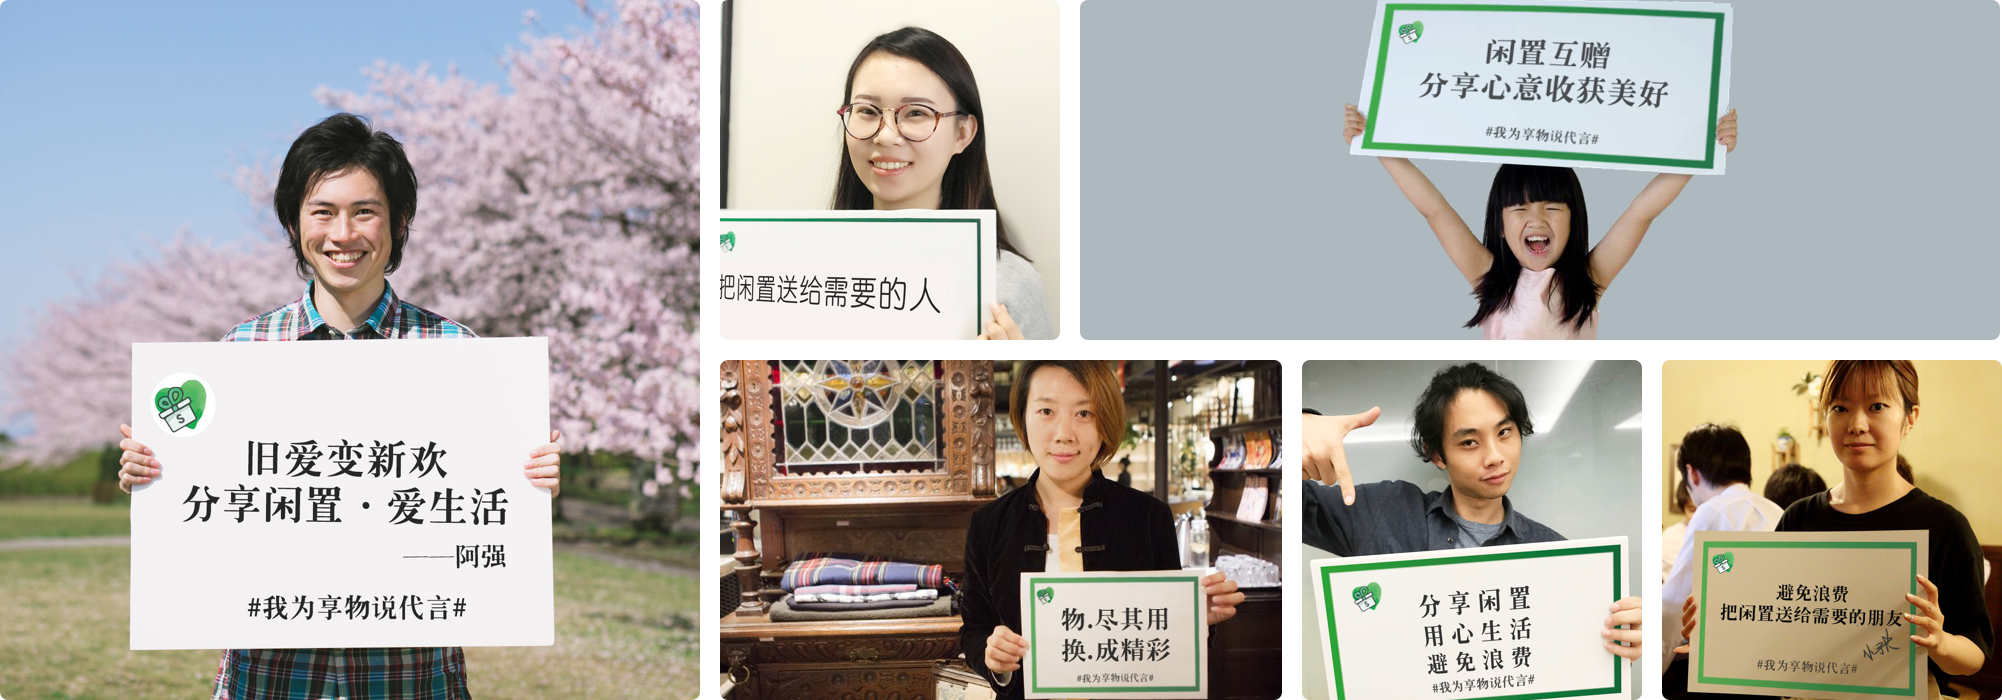 旧爱变新欢
分享闲置·爱生活
——阿强
#我为享物说代言#
把闲置送给需要的人
闲置互赠
分享心意收获美好
#我为享物说代言#
物.尽其用
换.成精彩
#我为享物说代言#
分享闲置
用心生活
避免浪费
#我为享物说代言#
避免浪费
把闲置送给需要的朋友
#我为享物说代言#